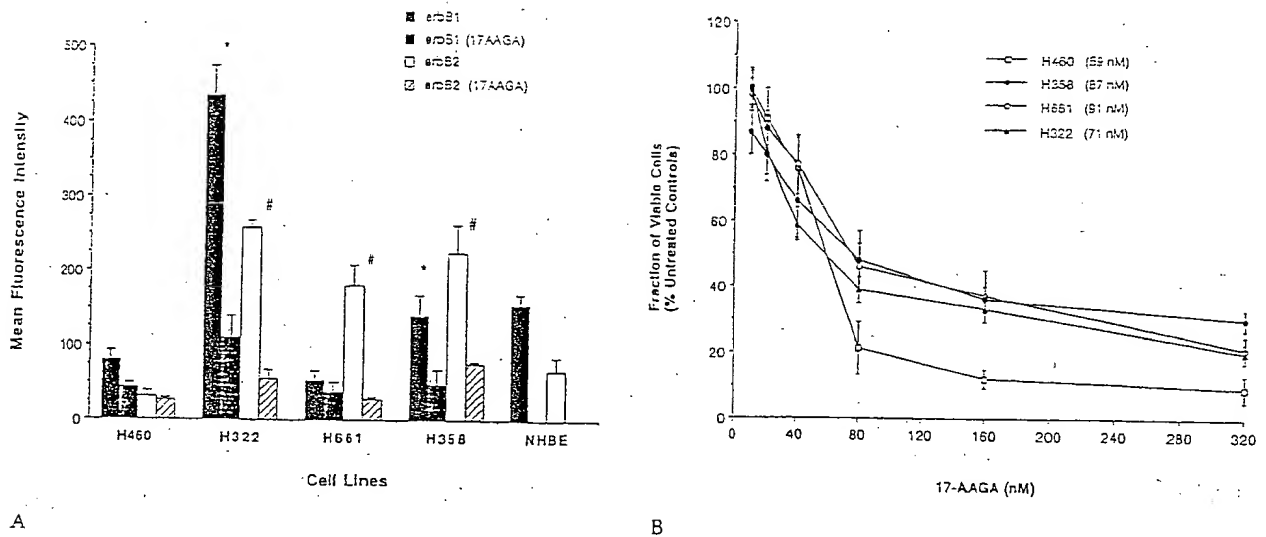 erbB1
erbB1 (17AAGA)
erbB2
erbB2 (17AAGA)
Mean Fluorescence Intensity
500
400
300
200
100
0
*
#
#
*
#
H460
H322
H661
H358
NHBE
Cell Lines
A
Fraction of Viable Cells
(% Untreated Controls)
120
100
80
60
40
20
0
H460 (59 nM)
H358 (87 nM)
H661 (91 nM)
H322 (71 nM)
0
40
80
120
160
200
240
280
320
17-AAGA (nM)
B